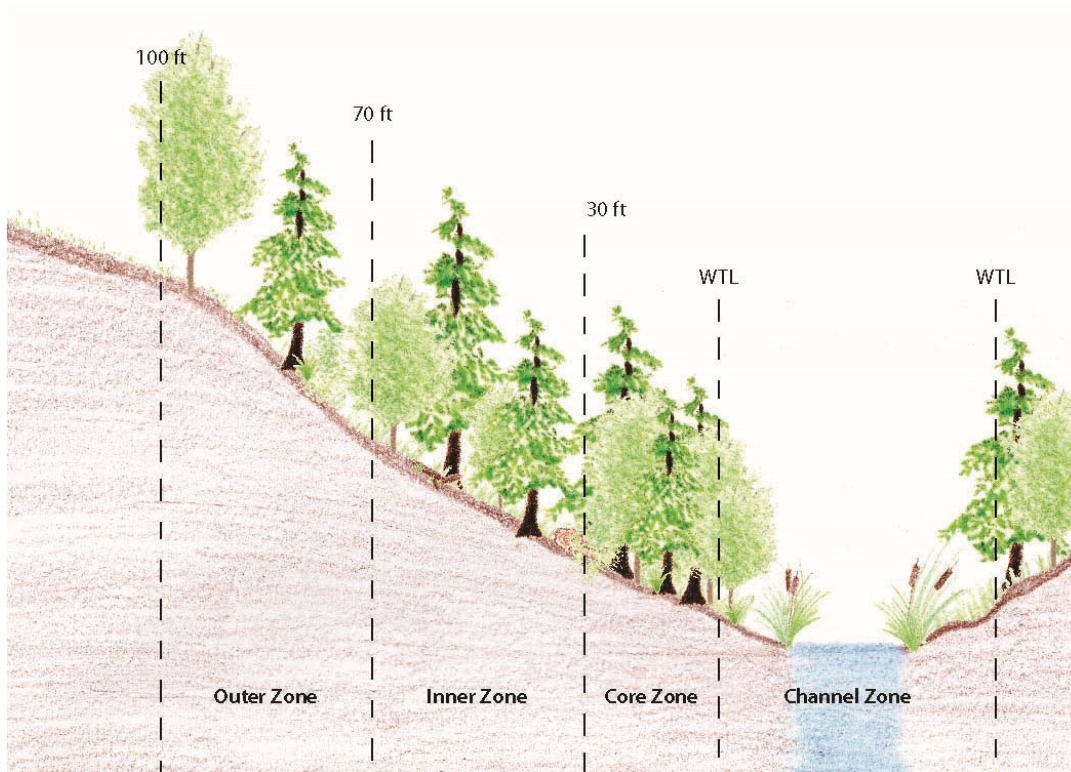 100 ft
70 ft
30 ft
WTL
WTL
Outer Zone
Inner Zone
Core Zone
Channel Zone